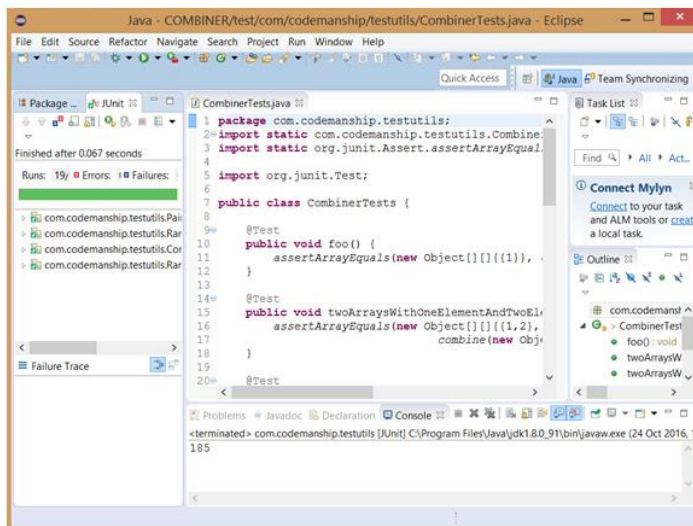 Java - COMBINER/test/com/codemanship/testutils/CombinerTests.java - Eclipse
File Edit Source Refactor Navigate Search Project Run Window Help
Quick Access
Java
Team Synchronizing
Package ...
JUnit
Finished after 0.067 seconds
Runs: 19/ Errors: Failures:
com.codemanship.testutils.Pai
com.codemanship.testutils.Rar
com.codemanship.testutils.Cor
com.codemanship.testutils.Rar
Failure Trace
CombinerTests.java
1 package com.codemanship.testutils;
2 import static com.codemanship.testutils.Combine
3 import static org.junit.Assert.assertArrayEqual
4
5 import org.junit.Test;
6
7 public class CombinerTests {
8
9 @Test
10 public void foo() {
11 assertArrayEquals(new Object[][]{{1}},
12 }
13
14 @Test
15 public void twoArraysWithOneElementAndTwoEl
16 assertArrayEquals(new Object[][]{{1,2},
17 combine(new Obj
18 }
19
20 @Test
Task List
Find All Act...
Connect Mylyn
Connect to your task
and ALM tools or creat
a local task.
Outline
com.codemansh
CombinerTest
foo() : void
twoArraysW
twoArraysW
Problems Javadoc Declaration Console
<terminated> com.codemanship.testutils [JUnit] C:\Program Files\Java\jdk1.8.0_91\bin\javaw.exe (24 Oct 2016,
185